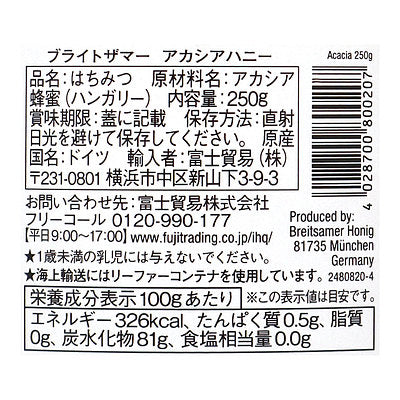 ブライトザマー　アカシアハニー
Acacia 250g
品名：はちみつ　原材料名：アカシア
蜂蜜（ハンガリー）　内容量：250g
賞味期限：蓋に記載　保存方法：直射
日光を避けて保存してください。　原産
国名：ドイツ　輸入者：富士貿易（株）
〒231-0801　横浜市中区新山下3-9-3
4 028700 800207
お問い合わせ先：富士貿易株式会社
フリーコール 0120-990-177
【平日9:00～17:00】 www.fujitrading.co.jp/ihq/
★1歳未満の乳児には与えないでください。
★海上輸送にはリーファーコンテナを使用しています。
Produced by:
Breitsamer Honig
81735 München
Germany
2480820-4
栄養成分表示 100gあたり
※この表示値は目安です。
エネルギー 326kcal、たんぱく質 0.5g、脂質
0g、炭水化物 81g、食塩相当量 0.0g